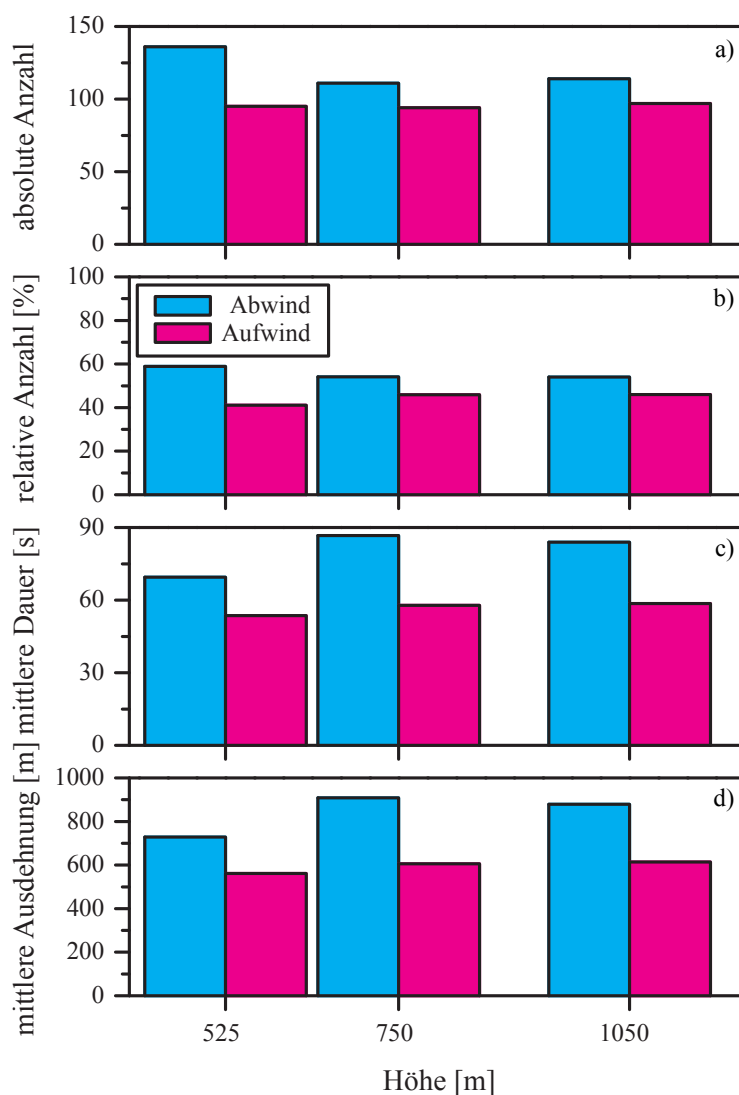 absolute Anzahl
150
100
50
0
a)
relative Anzahl [%]
100
80
60
40
20
0
b)
Abwind
Aufwind
mittlere Dauer [s]
90
60
30
0
c)
mittlere Ausdehnung [m]
1000
800
600
400
200
0
d)
525 750 1050
Höhe [m]